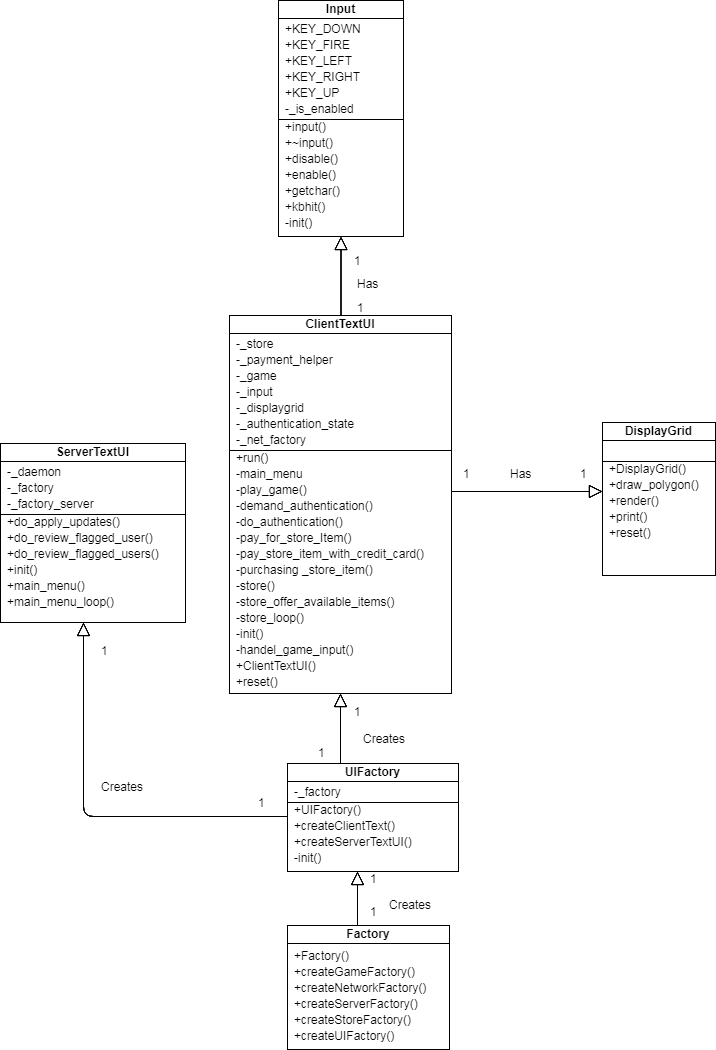 Input
+KEY_DOWN
+KEY_FIRE
+KEY_LEFT
+KEY_RIGHT
+KEY_UP
-_is_enabled
+input()
+~input()
+disable()
+enable()
+getchar()
+kbhit()
-init()
1
Has
1
ClientTextUI
-_store
-_payment_helper
-_game
-_input
-_displaygrid
-_authentication_state
-_net_factory
+run()
-main_menu
-play_game()
-demand_authentication()
-do_authentication()
-pay_for_store_Item()
-pay_store_item_with_credit_card()
-purchasing _store_item()
-store()
-store_offer_available_items()
-store_loop()
-init()
-handel_game_input()
+ClientTextUI()
+reset()
1
Has
1
DisplayGrid
+DisplayGrid()
+draw_polygon()
+render()
+print()
+reset()
ServerTextUI
-_daemon
-_factory
-_factory_server
+do_apply_updates()
+do_review_flagged_user()
+do_review_flagged_users()
+init()
+main_menu()
+main_menu_loop()
1
Creates
1
1
Creates
1
UIFactory
-_factory
+UIFactory()
+createClientText()
+createServerTextUI()
-init()
1
Creates
1
Factory
+Factory()
+createGameFactory()
+createNetworkFactory()
+createServerFactory()
+createStoreFactory()
+createUIFactory()